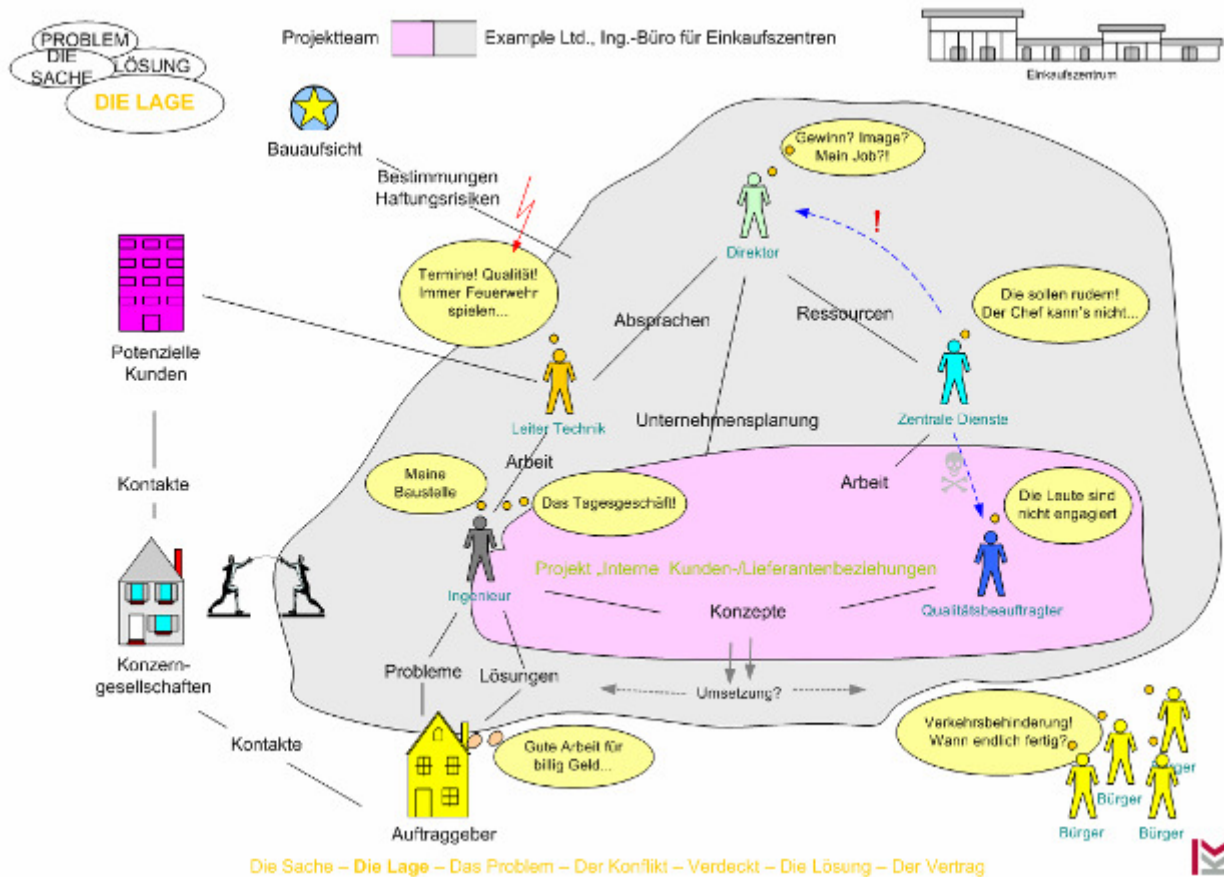 PROBLEM
DIE
SACHE
LÖSUNG
DIE LAGE
Projektteam
Example Ltd., Ing.-Büro für Einkaufszentren
Einkaufszentrum
Bauaufsicht
Bestimmungen
Haftungsrisiken
Gewinn? Image?
Mein Job?!
!
Direktor
Termine! Qualität!
Immer Feuerwehr
spielen...
Absprachen
Ressourcen
Die sollen rudern!
Der Chef kann's nicht...
Potenzielle
Kunden
Leiter Technik
Unternehmensplanung
Zentrale Dienste
Arbeit
Arbeit
Meine
Baustelle
Das Tagesgeschäft!
Die Leute sind
nicht engagiert
Kontakte
Projekt „Interne Kunden-/Lieferantenbeziehungen
Ingenieur
Konzepte
Qualitätsbeauftragter
Konzern-
gesellschaften
Probleme
Lösungen
Umsetzung?
Kontakte
Gute Arbeit für
billig Geld...
Verkehrsbehinderung!
Wann endlich fertig?
Auftraggeber
Bürger
Bürger
Bürger
Bürger
Die Sache – Die Lage – Das Problem – Der Konflikt – Verdeckt – Die Lösung – Der Vertrag